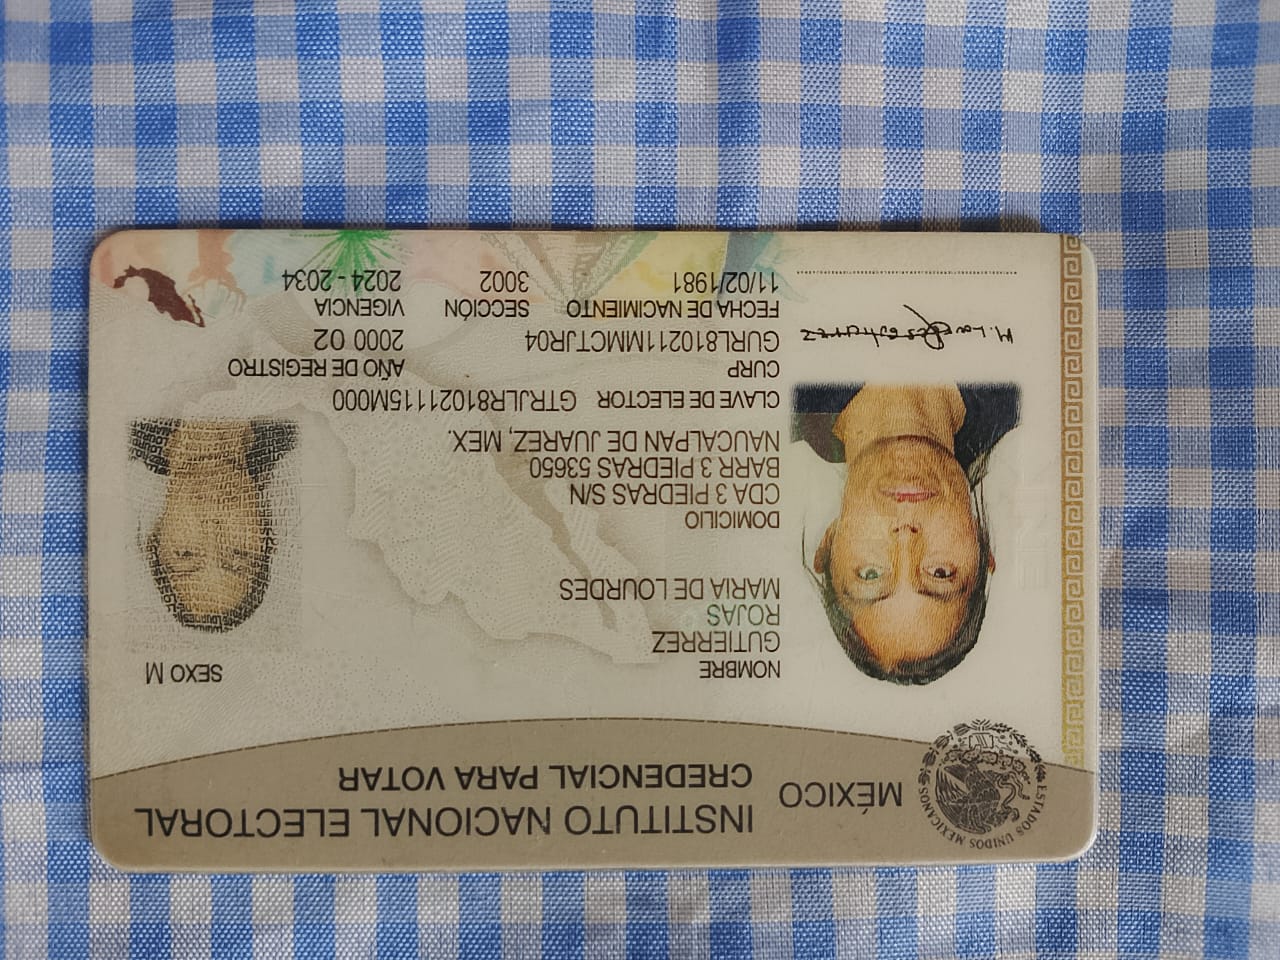 MÉXICO
INSTITUTO NACIONAL ELECTORAL
CREDENCIAL PARA VOTAR
ESTADOS UNIDOS MEXICANOS
NOMBRE
GUTIERREZ
ROJAS
MARIA DE LOURDES
SEXO M
DOMICILIO
CDA 3 PIEDRAS S/N
BARR 3 PIEDRAS 53650
NAUCALPAN DE JUAREZ, MEX.
CLAVE DE ELECTOR GTRJLR81021115M000
CURP
GURL810211MMCTJR04
AÑO DE REGISTRO
2000 02
FECHA DE NACIMIENTO
11/02/1981
SECCIÓN
3002
VIGENCIA
2024 - 2034